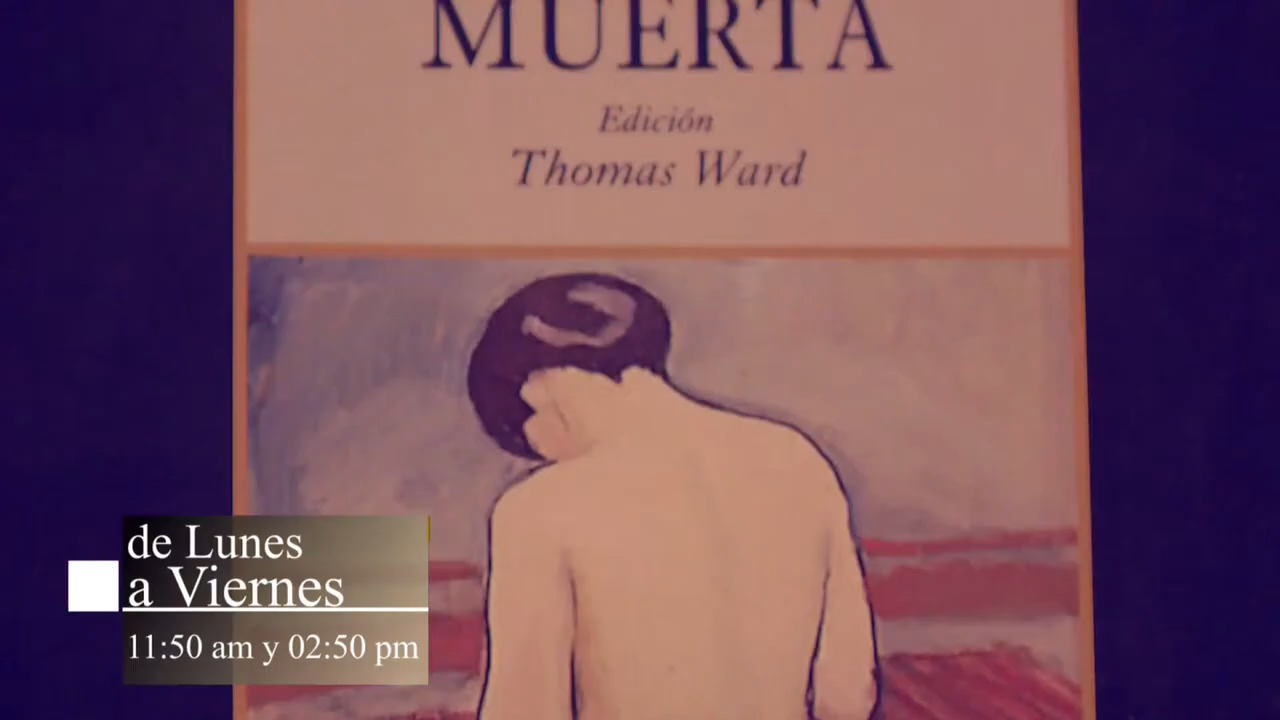 MUERTA
Edición
Thomas Ward
de Lunes
a Viernes
11:50 am y 02:50 pm